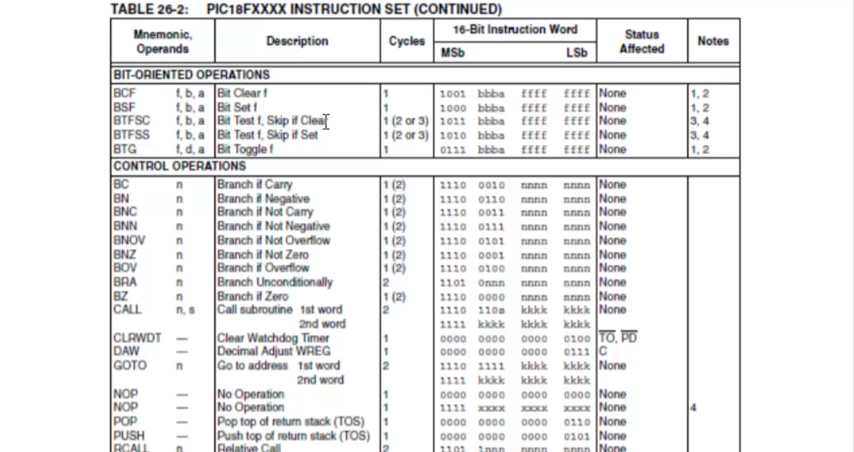 TABLE 26-2: PIC18FXXXX INSTRUCTION SET (CONTINUED)
Mnemonic, Operands Description Cycles 16-Bit Instruction Word MSb LSb Status Affected Notes
BIT-ORIENTED OPERATIONS
BCF f, b, a Bit Clear f 1 1001 bbba ffff ffff None 1, 2
BSF f, b, a Bit Set f 1 1000 bbba ffff ffff None 1, 2
BTFSC f, b, a Bit Test f, Skip if Clear 1 (2 or 3) 1011 bbba ffff ffff None 3, 4
BTFSS f, b, a Bit Test f, Skip if Set 1 (2 or 3) 1010 bbba ffff ffff None 3, 4
BTG f, d, a Bit Toggle f 1 0111 bbba ffff ffff None 1, 2
CONTROL OPERATIONS
BC n Branch if Carry 1 (2) 1110 0010 nnnn nnnn None
BN n Branch if Negative 1 (2) 1110 0110 nnnn nnnn None
BNC n Branch if Not Carry 1 (2) 1110 0011 nnnn nnnn None
BNN n Branch if Not Negative 1 (2) 1110 0111 nnnn nnnn None
BNOV n Branch if Not Overflow 1 (2) 1110 0101 nnnn nnnn None
BNZ n Branch if Not Zero 1 (2) 1110 0001 nnnn nnnn None
BOV n Branch if Overflow 1 (2) 1110 0100 nnnn nnnn None
BRA n Branch Unconditionally 2 1101 0nnn nnnn nnnn None
BZ n Branch if Zero 1 (2) 1110 0000 nnnn nnnn None
CALL n, s Call subroutine 1st word 2 1110 110s kkkk kkkk None
2nd word 1111 kkkk kkkk kkkk
CLRWDT — Clear Watchdog Timer 1 0000 0000 0000 0100 TO, PD
DAW — Decimal Adjust WREG 1 0000 0000 0000 0111 C
GOTO n Go to address 1st word 2 1110 1111 kkkk kkkk None
2nd word 1111 kkkk kkkk kkkk
NOP — No Operation 1 0000 0000 0000 0000 None
NOP — No Operation 1 1111 xxxx xxxx xxxx None 4
POP — Pop top of return stack (TOS) 1 0000 0000 0000 0110 None
PUSH — Push top of return stack (TOS) 1 0000 0000 0000 0101 None
RCALL n Relative Call 2 1101 1nnn nnnn nnnn None